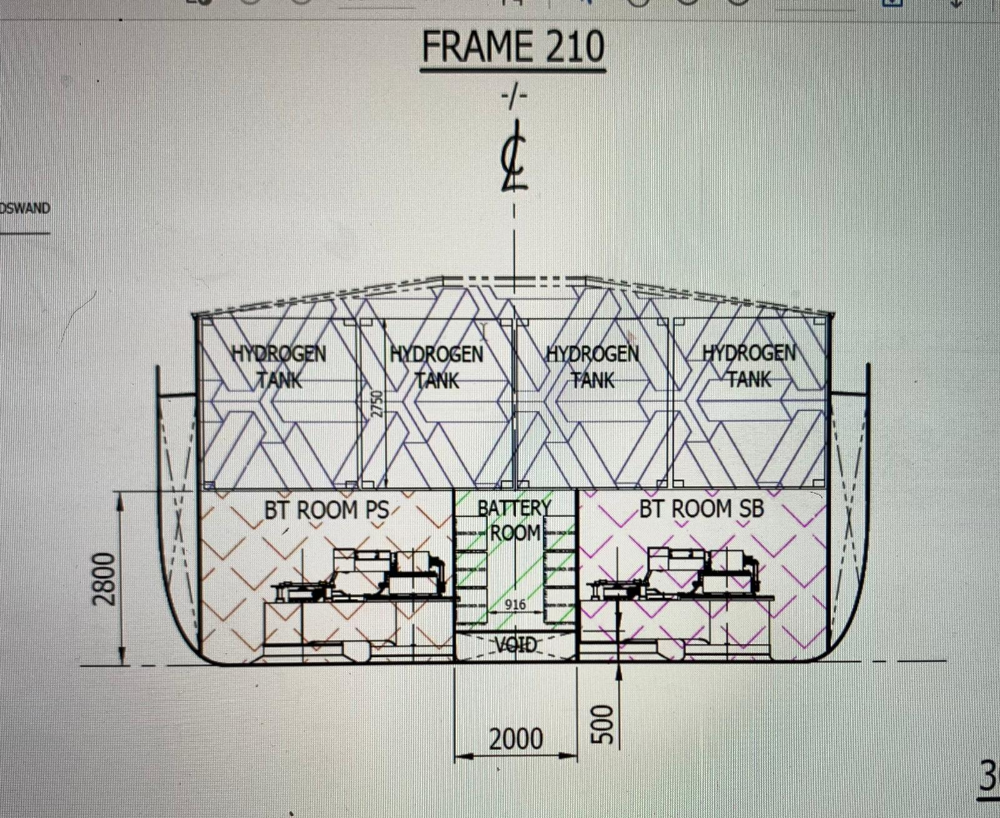 FRAME 210
-/-
℄
DSWAND
HYDROGEN
TANK
HYDROGEN
TANK
HYDROGEN
TANK
HYDROGEN
TANK
2750
BT ROOM PS
BATTERY
ROOM
BT ROOM SB
2800
916
VOID
500
2000